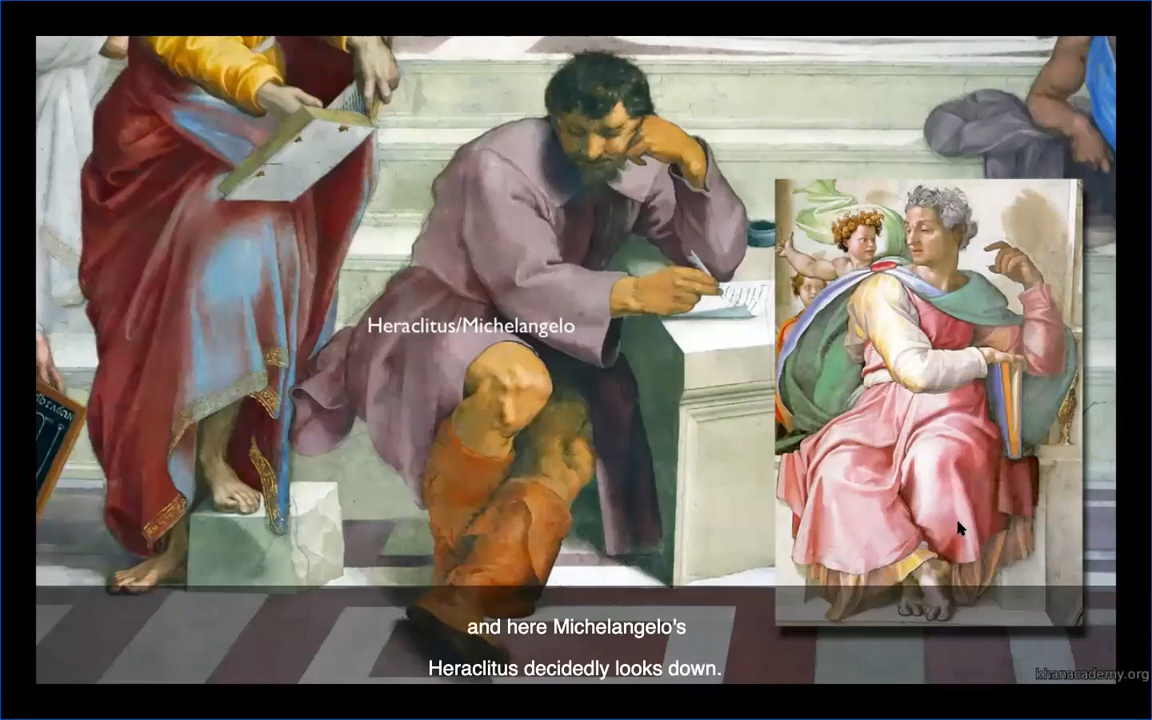 Heraclitus/Michelangelo
and here Michelangelo's
Heraclitus decidedly looks down.
khanacademy.org